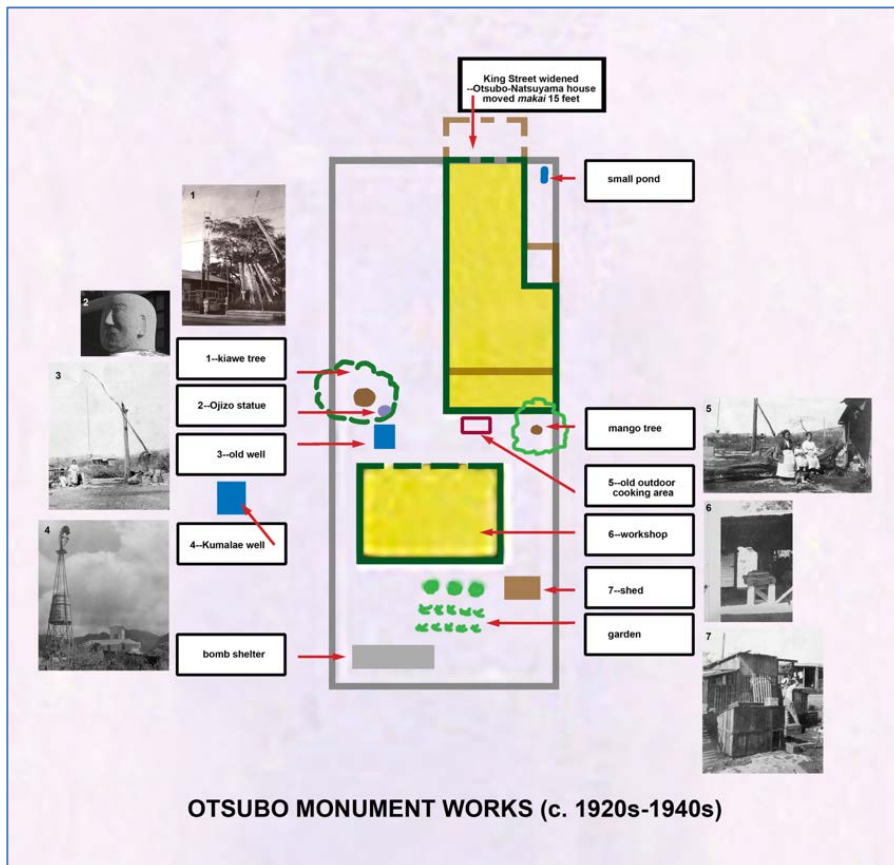 King Street widened
--Otsubo-Natsuyama house
moved makai 15 feet
small pond
1
2
1--kiawe tree
3
2--Ojizo statue
3--old well
mango tree
5
5--old outdoor
cooking area
4
4--Kumalae well
6--workshop
6
7--shed
garden
7
bomb shelter
OTSUBO MONUMENT WORKS (c. 1920s-1940s)